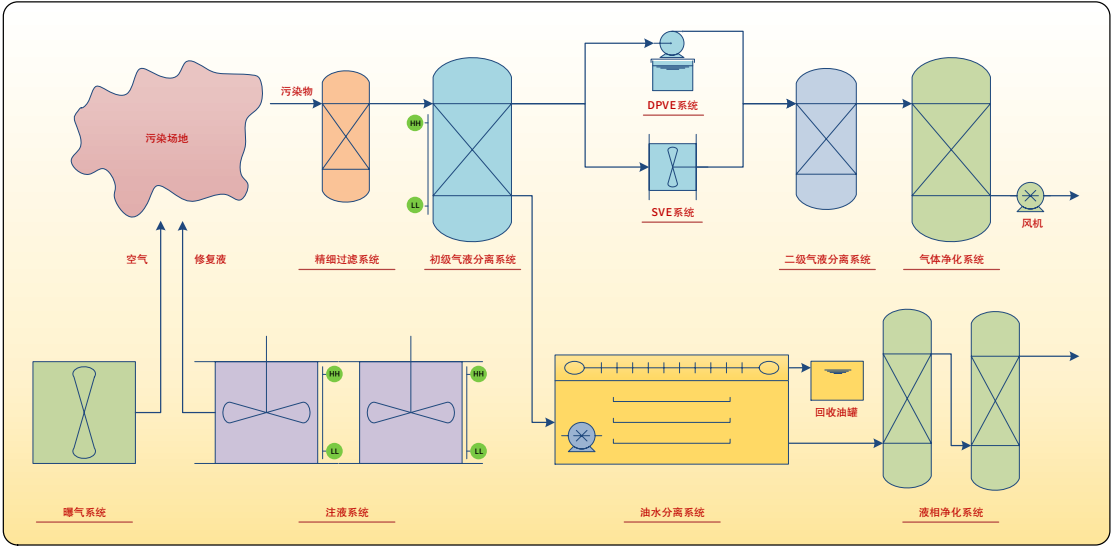 污染物
污染场地
HH
LL
DPVE系统
SVE系统
风机
空气
修复液
精细过滤系统
初级气液分离系统
二级气液分离系统
气体净化系统
HH
HH
LL
LL
回收油罐
曝气系统
注液系统
油水分离系统
液相净化系统